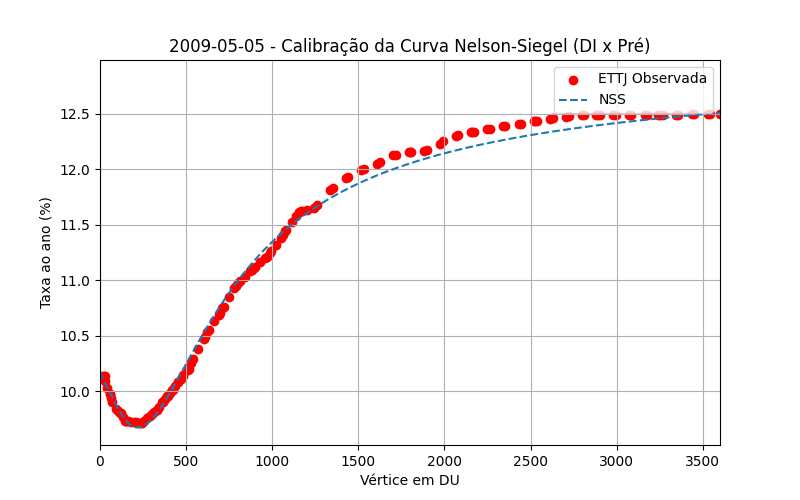 2009-05-05 - Calibração da Curva Nelson-Siegel (DI x Pré)
ETTJ Observada
NSS
Taxa ao ano (%)
12.5
12.0
11.5
11.0
10.5
10.0
0 500 1000 1500 2000 2500 3000 3500
Vértice em DU